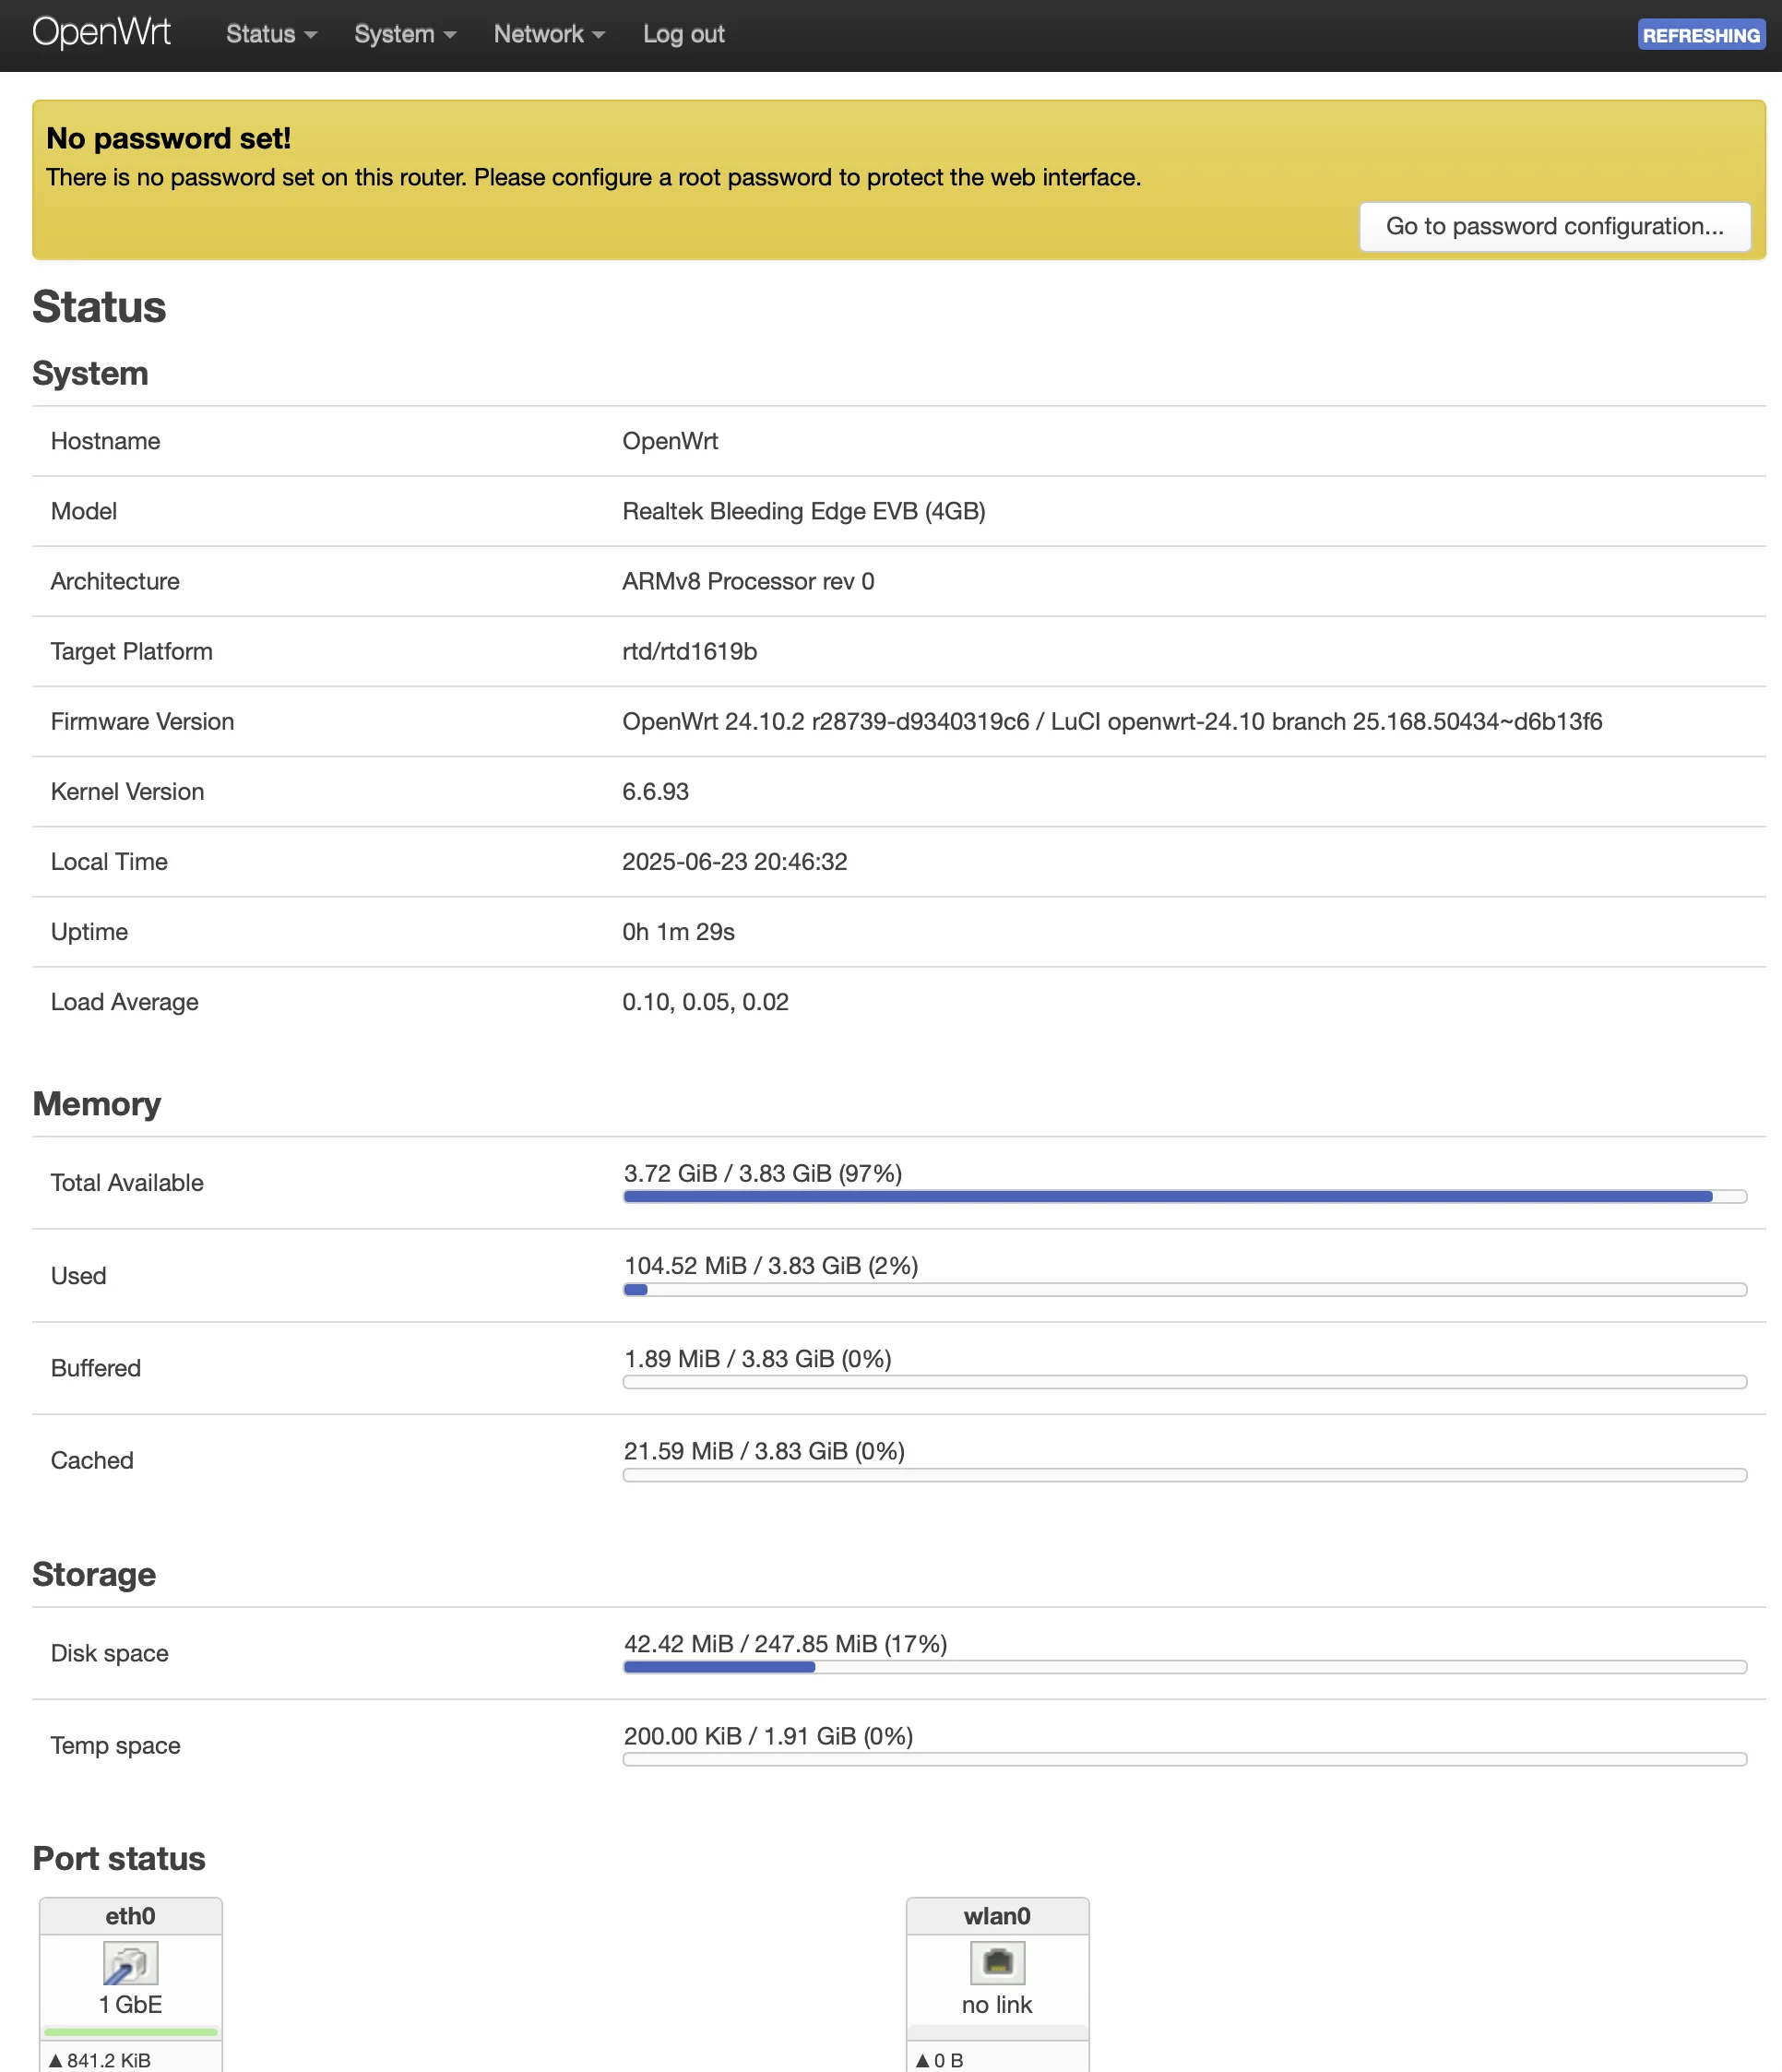 OpenWrt Status System Network Log out REFRESHING
No password set!
There is no password set on this router. Please configure a root password to protect the web interface.
Go to password configuration...
Status
System
Hostname OpenWrt
Model Realtek Bleeding Edge EVB (4GB)
Architecture ARMv8 Processor rev 0
Target Platform rtd/rtd1619b
Firmware Version OpenWrt 24.10.2 r28739-d9340319c6 / LuCI openwrt-24.10 branch 25.168.50434~d6b13f6
Kernel Version 6.6.93
Local Time 2025-06-23 20:46:32
Uptime 0h 1m 29s
Load Average 0.10, 0.05, 0.02
Memory
Total Available 3.72 GiB / 3.83 GiB (97%)
Used 104.52 MiB / 3.83 GiB (2%)
Buffered 1.89 MiB / 3.83 GiB (0%)
Cached 21.59 MiB / 3.83 GiB (0%)
Storage
Disk space 42.42 MiB / 247.85 MiB (17%)
Temp space 200.00 KiB / 1.91 GiB (0%)
Port status
eth0 wlan0
1 GbE no link
▲ 841.2 KiB ▲ 0 B